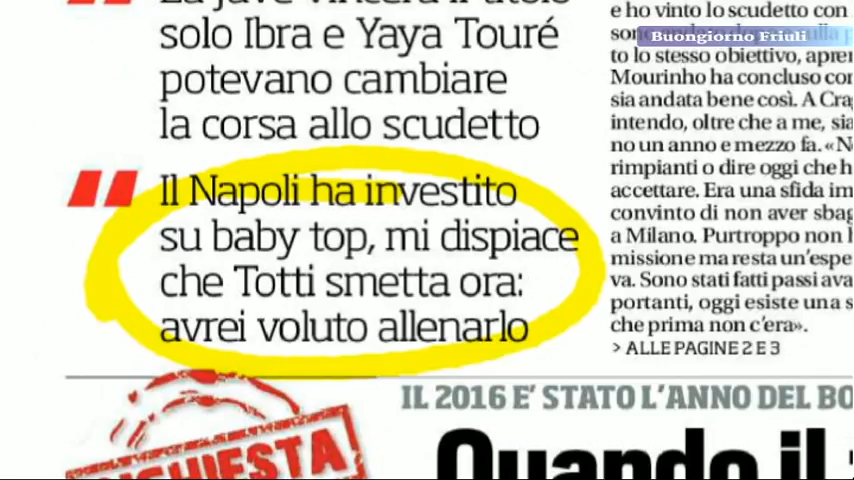 solo Ibra e Yaya Touré
potevano cambiare
la corsa allo scudetto
Il Napoli ha investito
su baby top, mi dispiace
che Totti smetta ora:
avrei voluto allenarlo
e ho vinto lo scudetto con
Buongiorno Friuli
to lo stesso obiettivo, apren
Mourinho ha concluso con
sia andata bene così. A Crag
intendo, oltre che a me, sia
no un anno e mezzo fa. «No
rimpianti o dire oggi che h
accettare. Era una sfida im
convinto di non aver sbag
a Milano. Purtroppo non h
missione ma resta un'espe
va. Sono stati fatti passi ava
portanti, oggi esiste una s
che prima non c'era».
> ALLE PAGINE 2 E 3
IL 2016 E' STATO L'ANNO DEL BO
Quando il